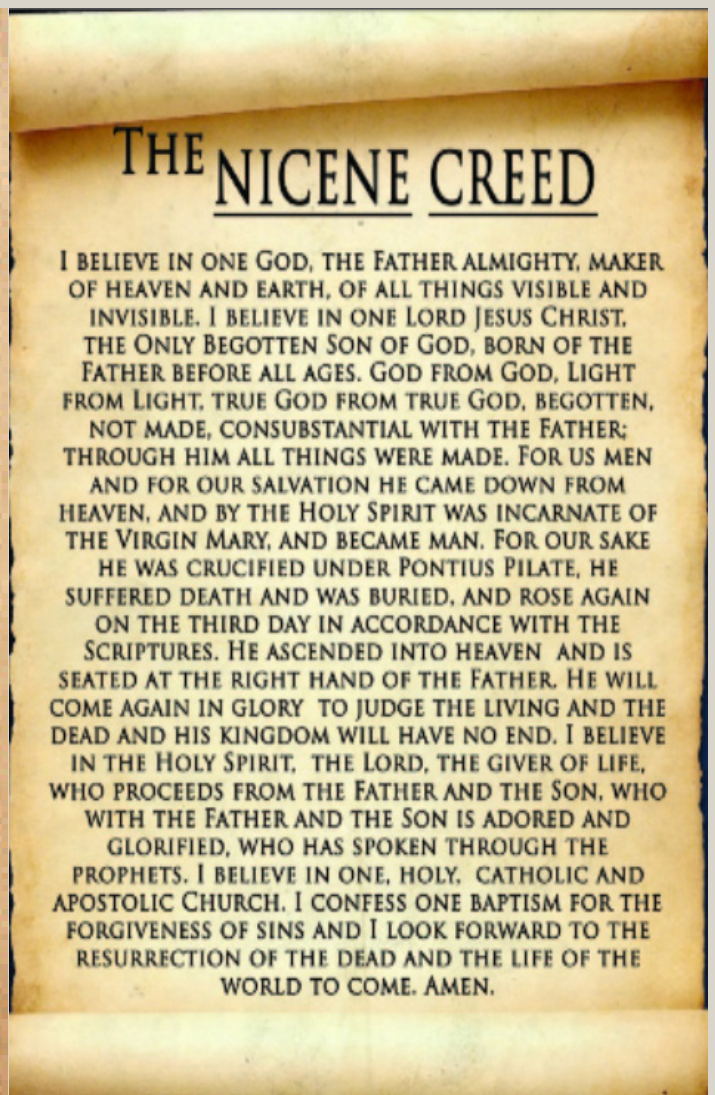 THE NICENE CREED
I BELIEVE IN ONE GOD, THE FATHER ALMIGHTY, MAKER
OF HEAVEN AND EARTH, OF ALL THINGS VISIBLE AND
INVISIBLE. I BELIEVE IN ONE LORD JESUS CHRIST,
THE ONLY BEGOTTEN SON OF GOD, BORN OF THE
FATHER BEFORE ALL AGES. GOD FROM GOD, LIGHT
FROM LIGHT, TRUE GOD FROM TRUE GOD, BEGOTTEN,
NOT MADE, CONSUBSTANTIAL WITH THE FATHER;
THROUGH HIM ALL THINGS WERE MADE. FOR US MEN
AND FOR OUR SALVATION HE CAME DOWN FROM
HEAVEN, AND BY THE HOLY SPIRIT WAS INCARNATE OF
THE VIRGIN MARY, AND BECAME MAN. FOR OUR SAKE
HE WAS CRUCIFIED UNDER PONTIUS PILATE, HE
SUFFERED DEATH AND WAS BURIED, AND ROSE AGAIN
ON THE THIRD DAY IN ACCORDANCE WITH THE
SCRIPTURES. HE ASCENDED INTO HEAVEN AND IS
SEATED AT THE RIGHT HAND OF THE FATHER. HE WILL
COME AGAIN IN GLORY TO JUDGE THE LIVING AND THE
DEAD AND HIS KINGDOM WILL HAVE NO END. I BELIEVE
IN THE HOLY SPIRIT, THE LORD, THE GIVER OF LIFE,
WHO PROCEEDS FROM THE FATHER AND THE SON, WHO
WITH THE FATHER AND THE SON IS ADORED AND
GLORIFIED, WHO HAS SPOKEN THROUGH THE
PROPHETS. I BELIEVE IN ONE, HOLY, CATHOLIC AND
APOSTOLIC CHURCH. I CONFESS ONE BAPTISM FOR THE
FORGIVENESS OF SINS AND I LOOK FORWARD TO THE
RESURRECTION OF THE DEAD AND THE LIFE OF THE
WORLD TO COME. AMEN.